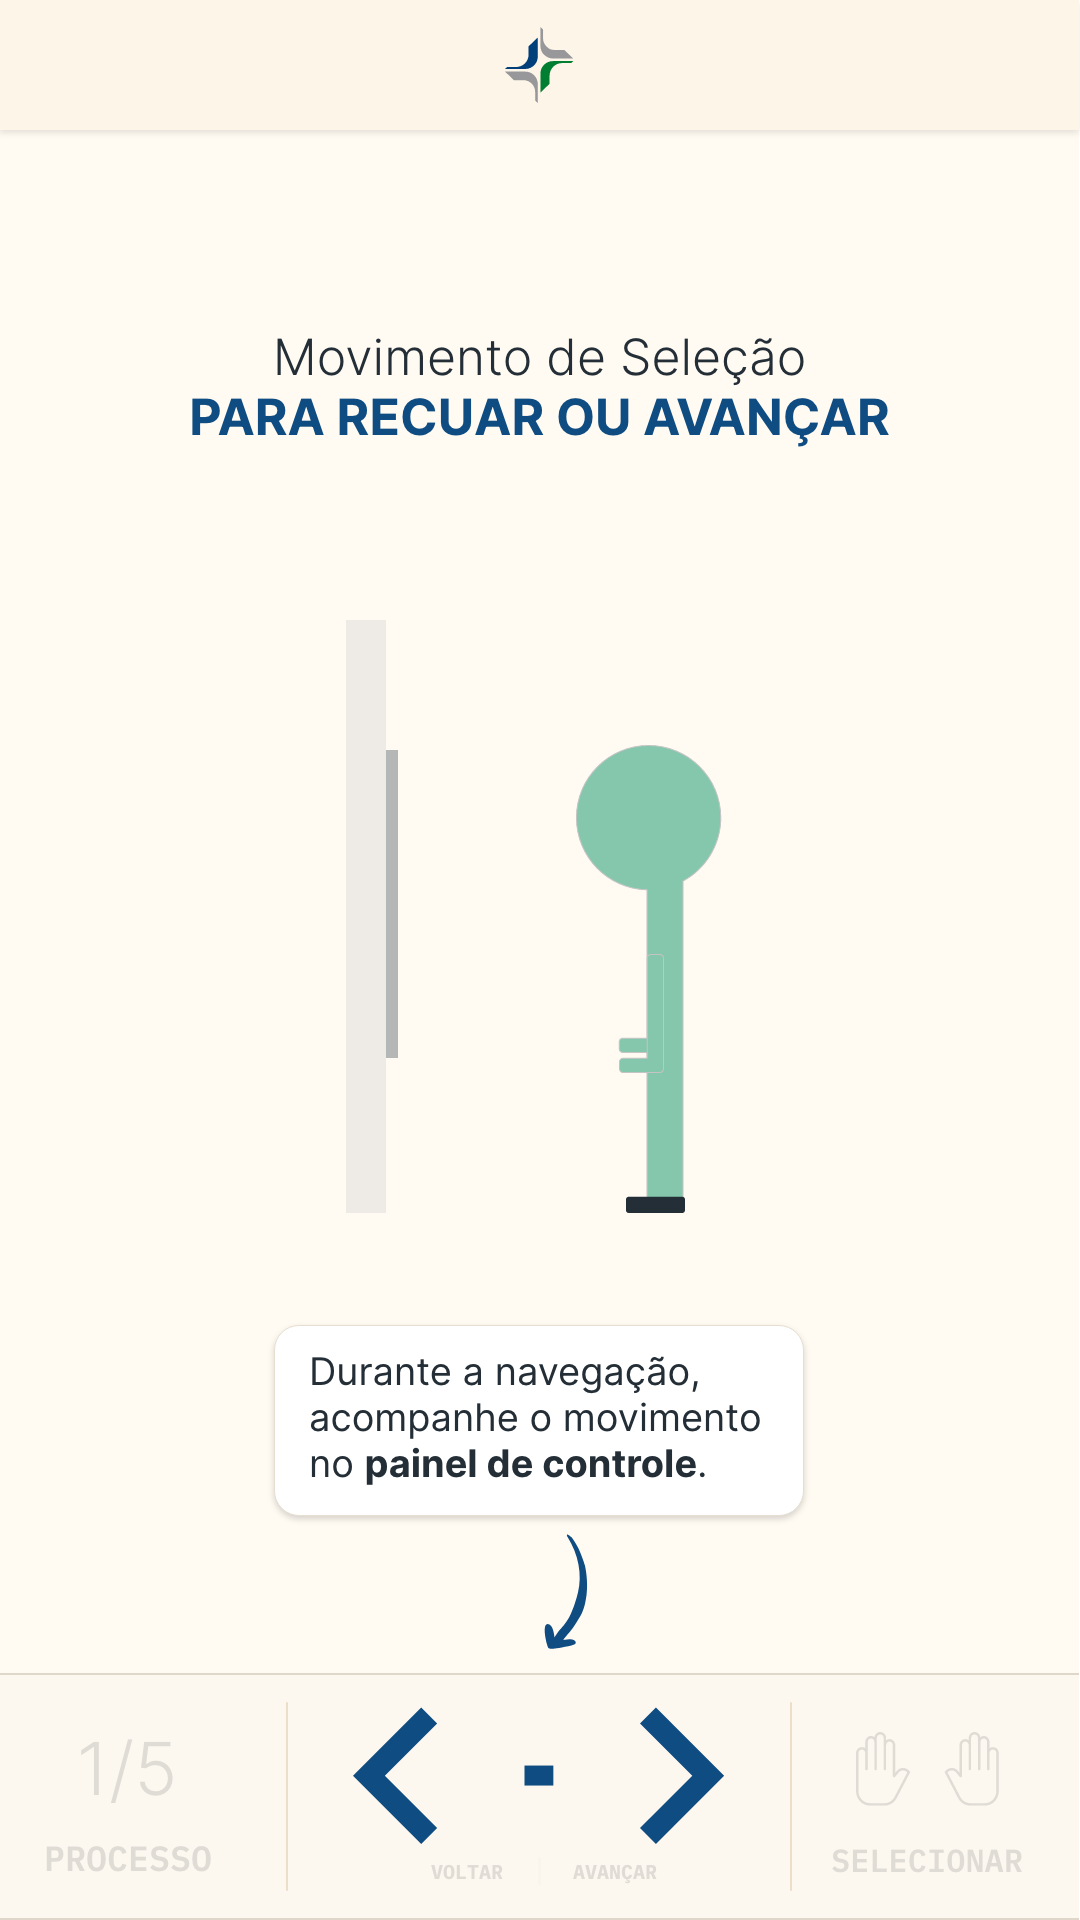 Movimento de Seleção
PARA RECUAR OU AVANÇAR
Durante a navegação,
acompanhe o movimento
no painel de controle.
1/5
PROCESSO
VOLTAR
AVANÇAR
SELECIONAR